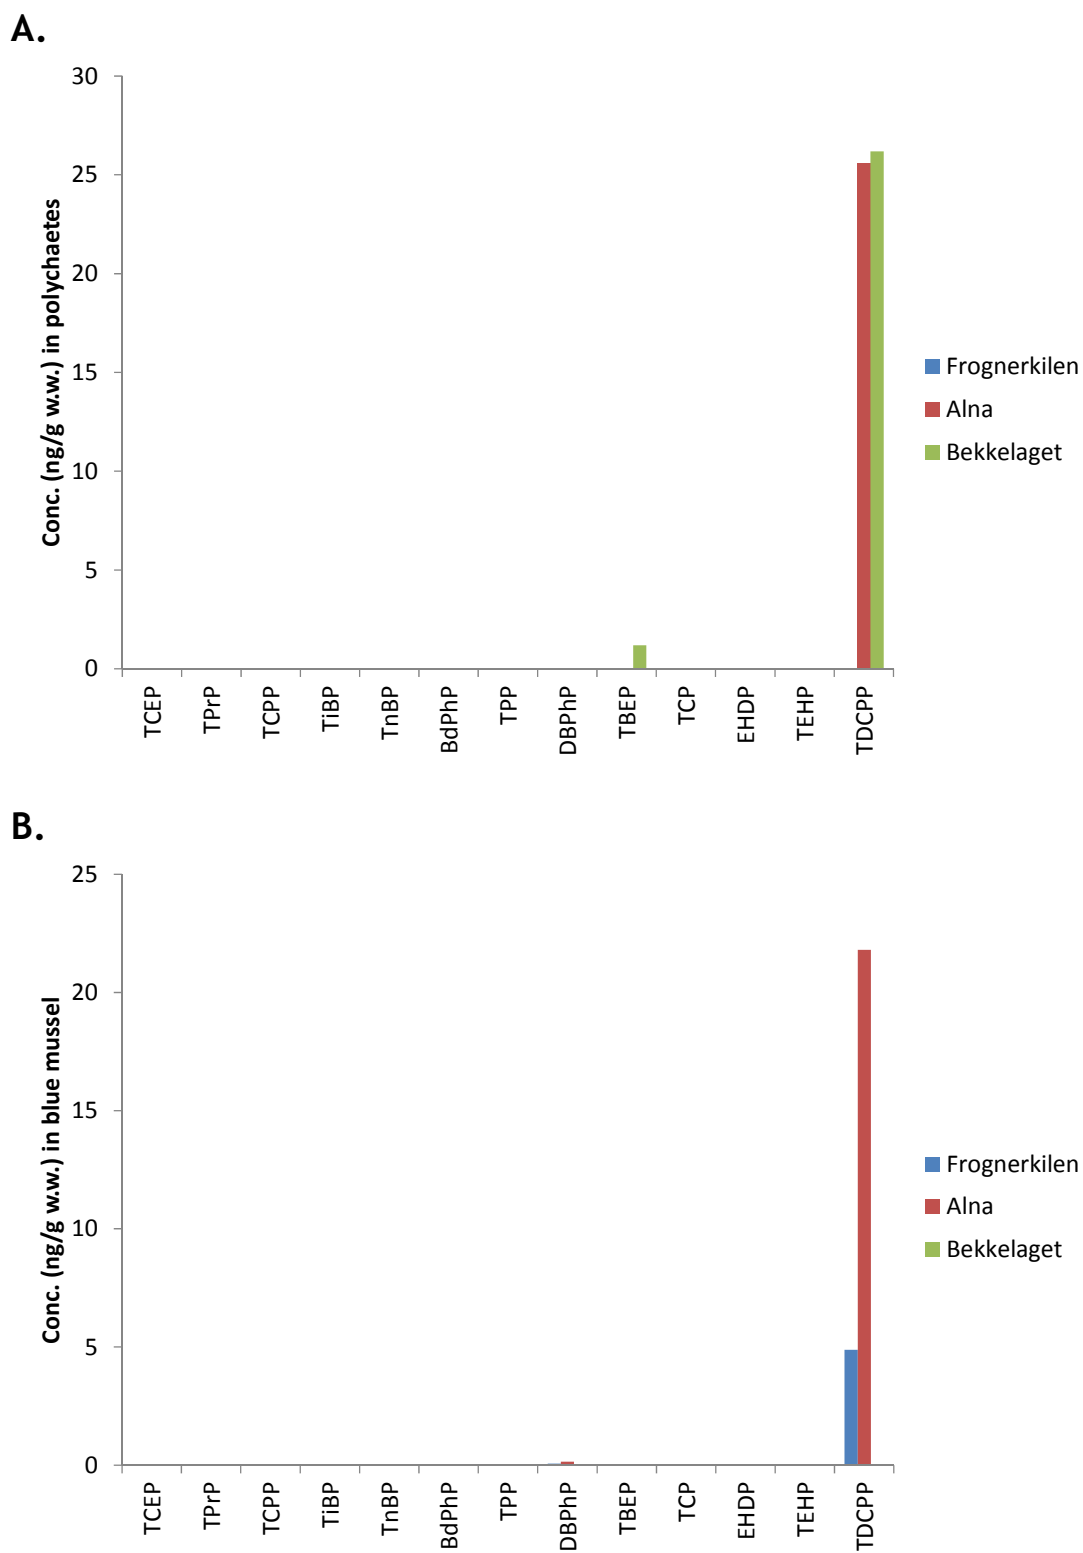 A.
30
25
20
15
10
5
0
Conc. (ng/g w.w.) in polychaetes
TCEP
TPrP
TCPP
TiBP
TnBP
BdPhP
TPP
DBPhP
TBEP
TCP
EHDP
TEHP
TDCPP
Frognerkilen
Alna
Bekkelaget
B.
25
20
15
10
5
0
Conc. (ng/g w.w.) in blue mussel
TCEP
TPrP
TCPP
TiBP
TnBP
BdPhP
TPP
DBPhP
TBEP
TCP
EHDP
TEHP
TDCPP
Frognerkilen
Alna
Bekkelaget